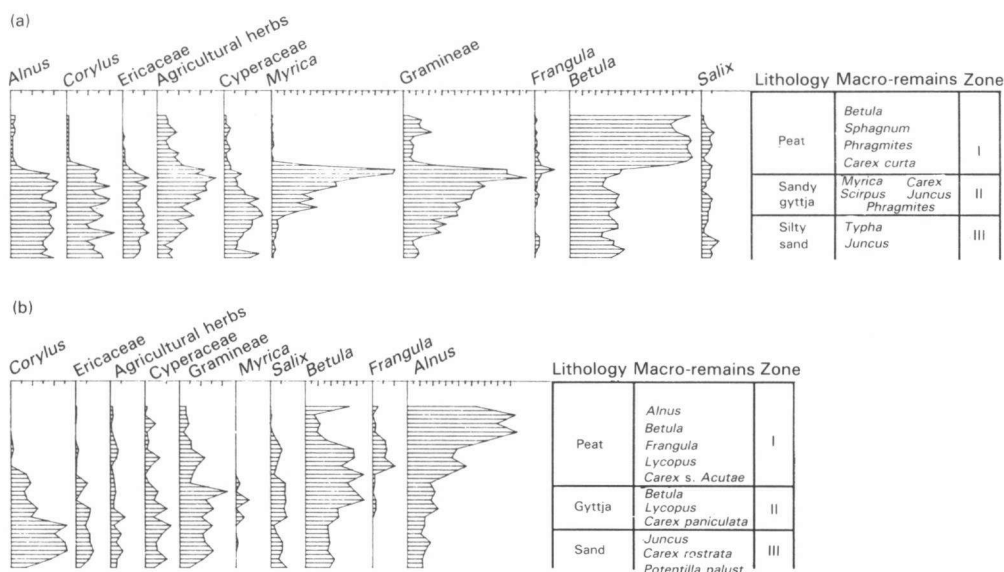 (a)
Alnus Corylus Ericaceae Agricultural herbs Cyperaceae Myrica Gramineae Frangula Betula Salix
Lithology Macro-remains Zone
Peat
Betula
Sphagnum
Phragmites
Carex curta
I
Sandy gyttja
Myrica Carex
Scirpus Juncus
Phragmites
II
Silty sand
Typha
Juncus
III
(b)
Corylus Ericaceae Agricultural herbs Cyperaceae Gramineae Myrica Salix Betula Frangula Alnus
Lithology Macro-remains Zone
Peat
Alnus
Betula
Frangula
Lycopus
Carex s. Acutae
I
Gyttja
Betula
Lycopus
Carex paniculata
II
Sand
Juncus
Carex rostrata
Potentilla palust
III